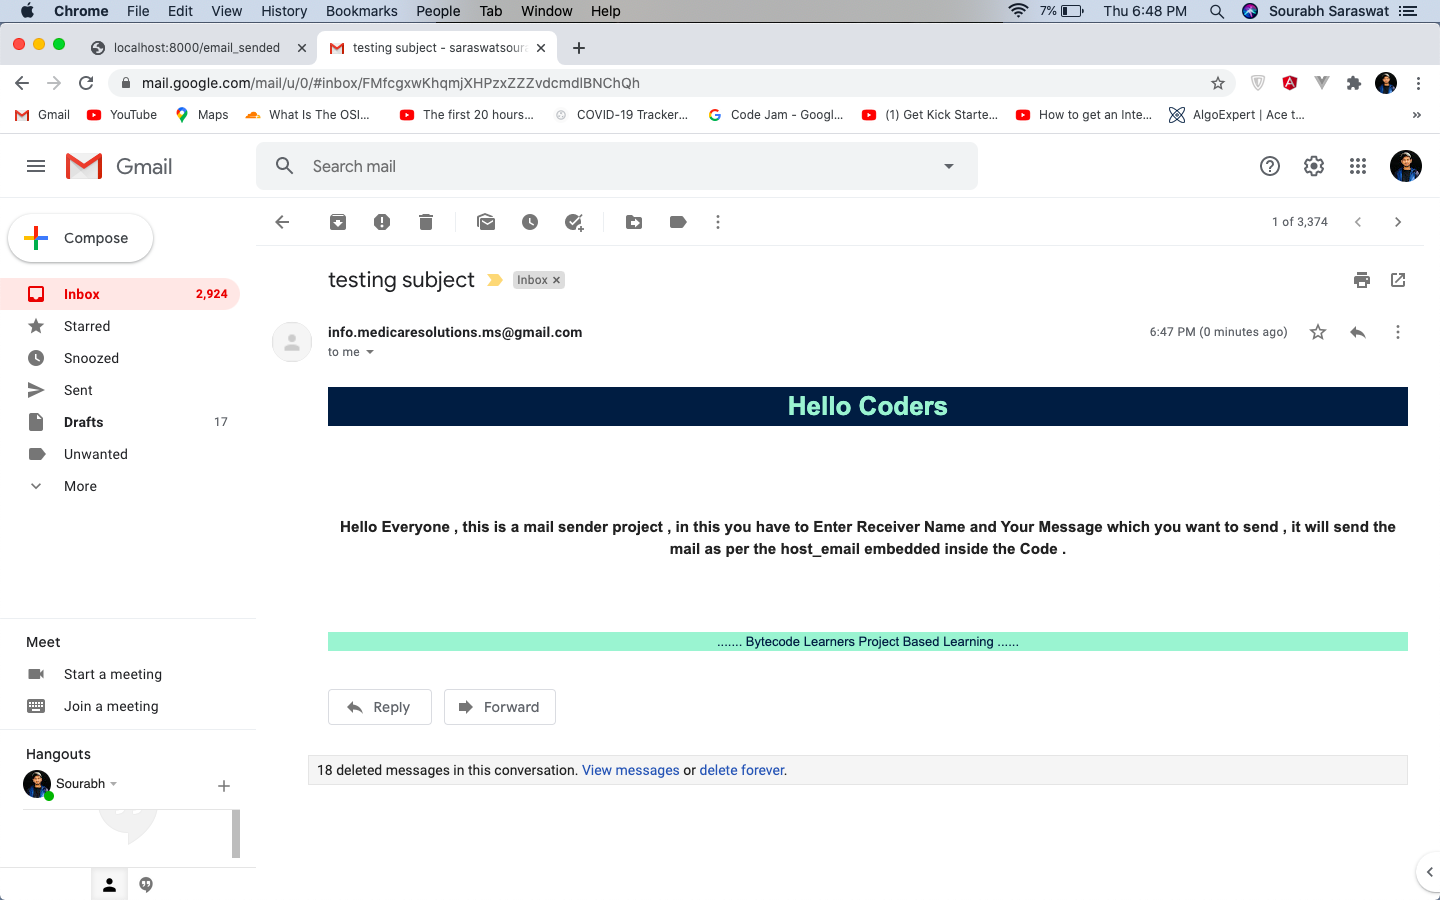 Chrome File Edit View History Bookmarks People Tab Window Help 7% Thu 6:48 PM Sourabh Saraswat
localhost:8000/email_sended testing subject - saraswatsour
mail.google.com/mail/u/0/#inbox/FMfcgxwKhqmjXHPzxZZZvdcmdlBNChQh
Gmail YouTube Maps What Is The OSI... The first 20 hours... COVID-19 Tracker... Code Jam - Googl... (1) Get Kick Starte... How to get an Inte... AlgoExpert | Ace t... »
Gmail Search mail
Compose
1 of 3,374
testing subject Inbox ×
Inbox 2,924
Starred
Snoozed
Sent
Drafts 17
Unwanted
More
info.medicaresolutions.ms@gmail.com 6:47 PM (0 minutes ago)
to me
Hello Coders
Hello Everyone , this is a mail sender project , in this you have to Enter Receiver Name and Your Message which you want to send , it will send the
mail as per the host_email embedded inside the Code .
....... Bytecode Learners Project Based Learning ......
Reply Forward
18 deleted messages in this conversation. View messages or delete forever.
Meet
Start a meeting
Join a meeting
Hangouts
Sourabh